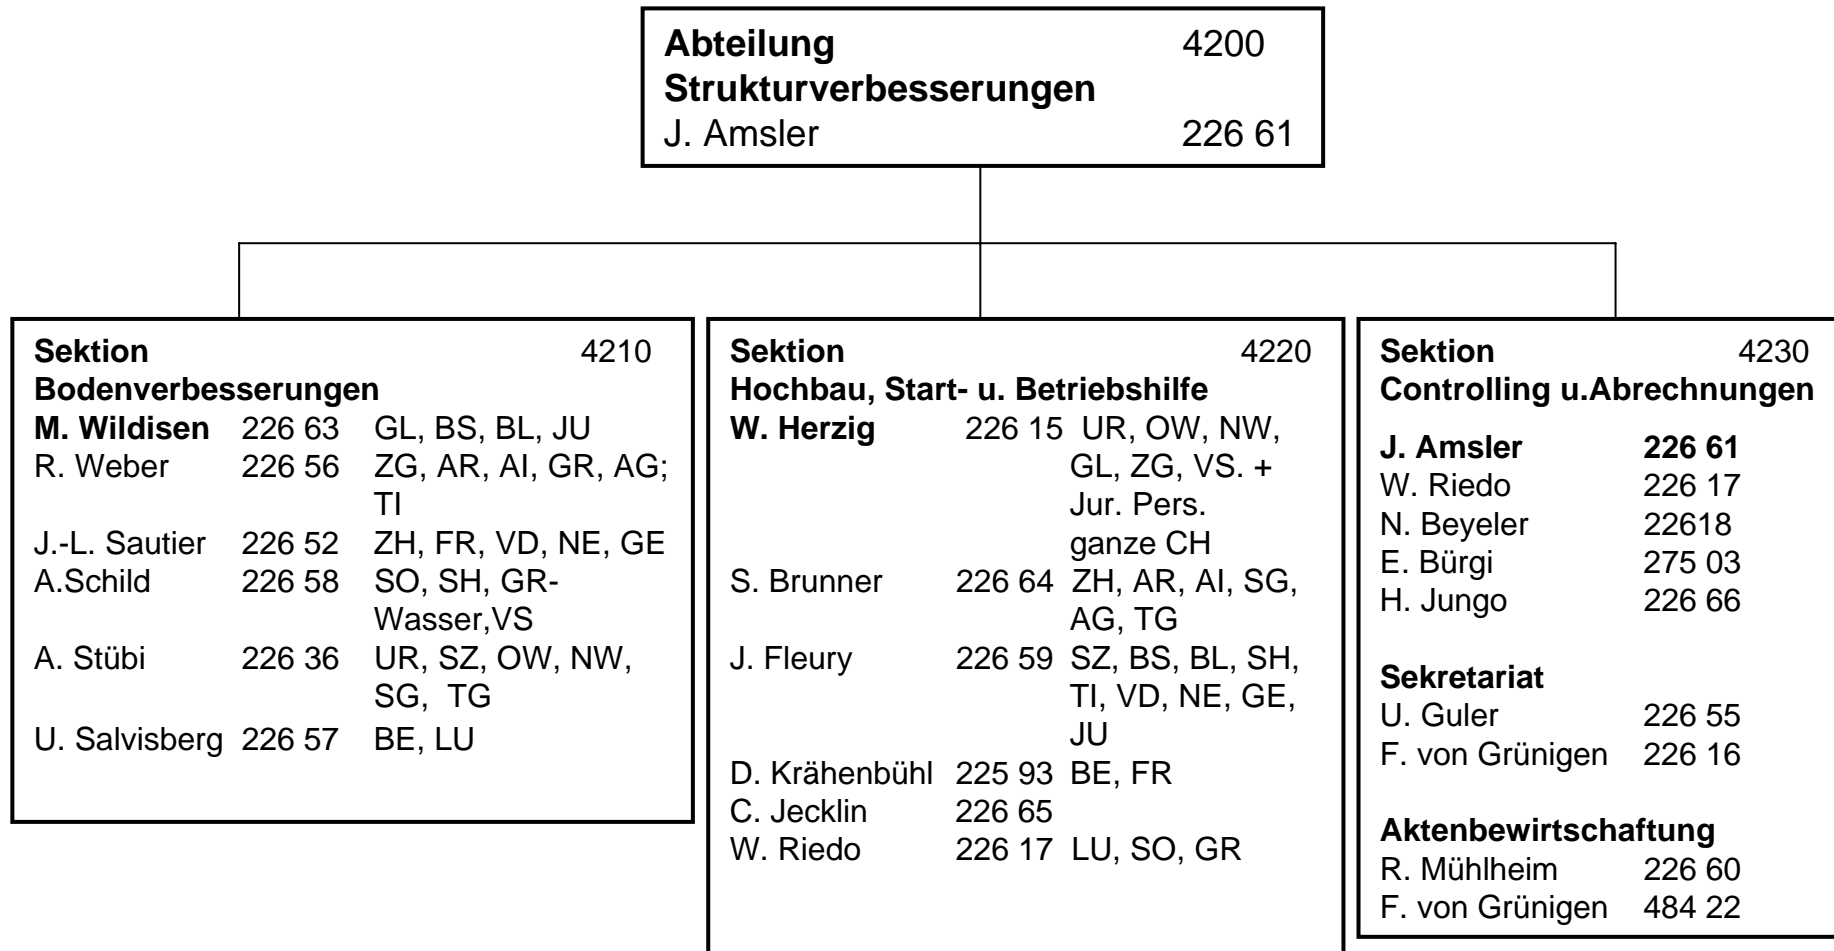 Abteilung 4200
Strukturverbesserungen
J. Amsler 226 61
Sektion 4210
Bodenverbesserungen
M. Wildisen 226 63 GL, BS, BL, JU
R. Weber 226 56 ZG, AR, AI, GR, AG;
TI
J.-L. Sautier 226 52 ZH, FR, VD, NE, GE
A.Schild 226 58 SO, SH, GR-
Wasser,VS
A. Stübi 226 36 UR, SZ, OW, NW,
SG, TG
U. Salvisberg 226 57 BE, LU
Sektion 4220
Hochbau, Start- u. Betriebshilfe
W. Herzig 226 15 UR, OW, NW,
GL, ZG, VS. +
Jur. Pers.
ganze CH
S. Brunner 226 64 ZH, AR, AI, SG,
AG, TG
J. Fleury 226 59 SZ, BS, BL, SH,
TI, VD, NE, GE,
JU
D. Krähenbühl 225 93 BE, FR
C. Jecklin 226 65
W. Riedo 226 17 LU, SO, GR
Sektion 4230
Controlling u.Abrechnungen
J. Amsler 226 61
W. Riedo 226 17
N. Beyeler 22618
E. Bürgi 275 03
H. Jungo 226 66
Sekretariat
U. Guler 226 55
F. von Grünigen 226 16
Aktenbewirtschaftung
R. Mühlheim 226 60
F. von Grünigen 484 22